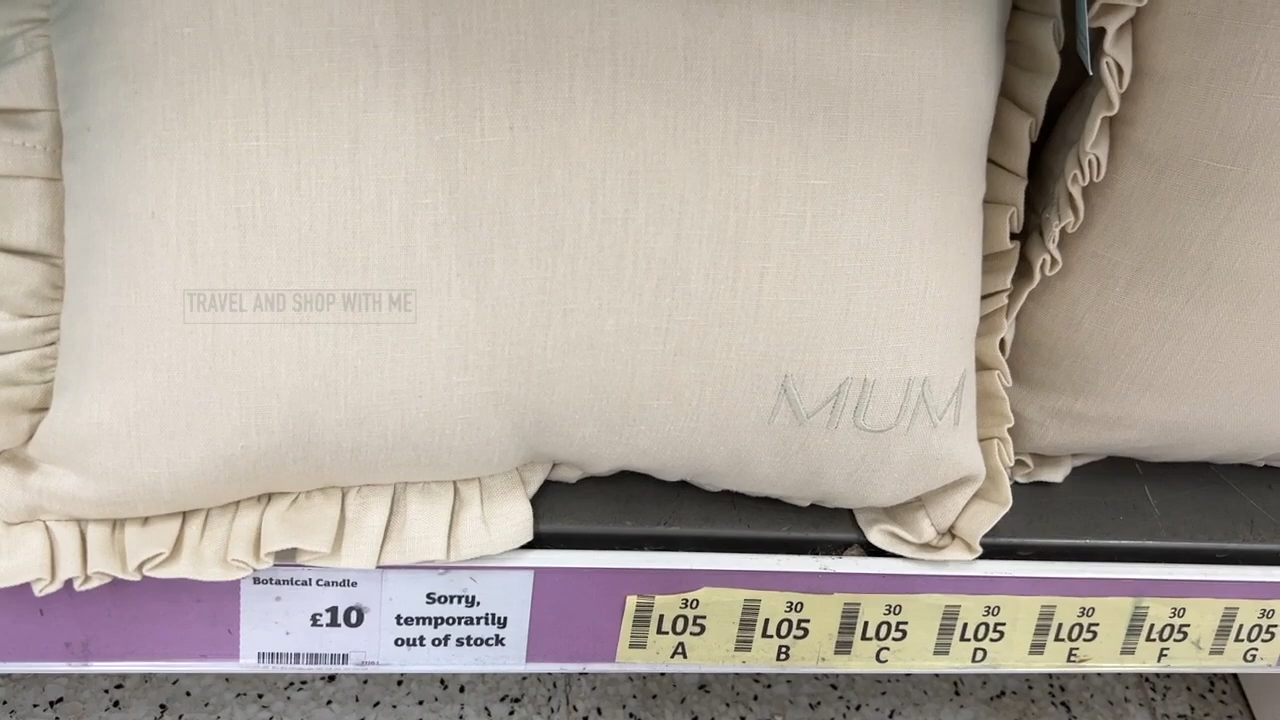 TRAVEL AND SHOP WITH ME
MUM
Botanical Candle
£10
Sorry,
temporarily
out of stock
30 30 30 30 30 30 30
L05 L05 L05 L05 L05 L05 L05
A B C D E F G